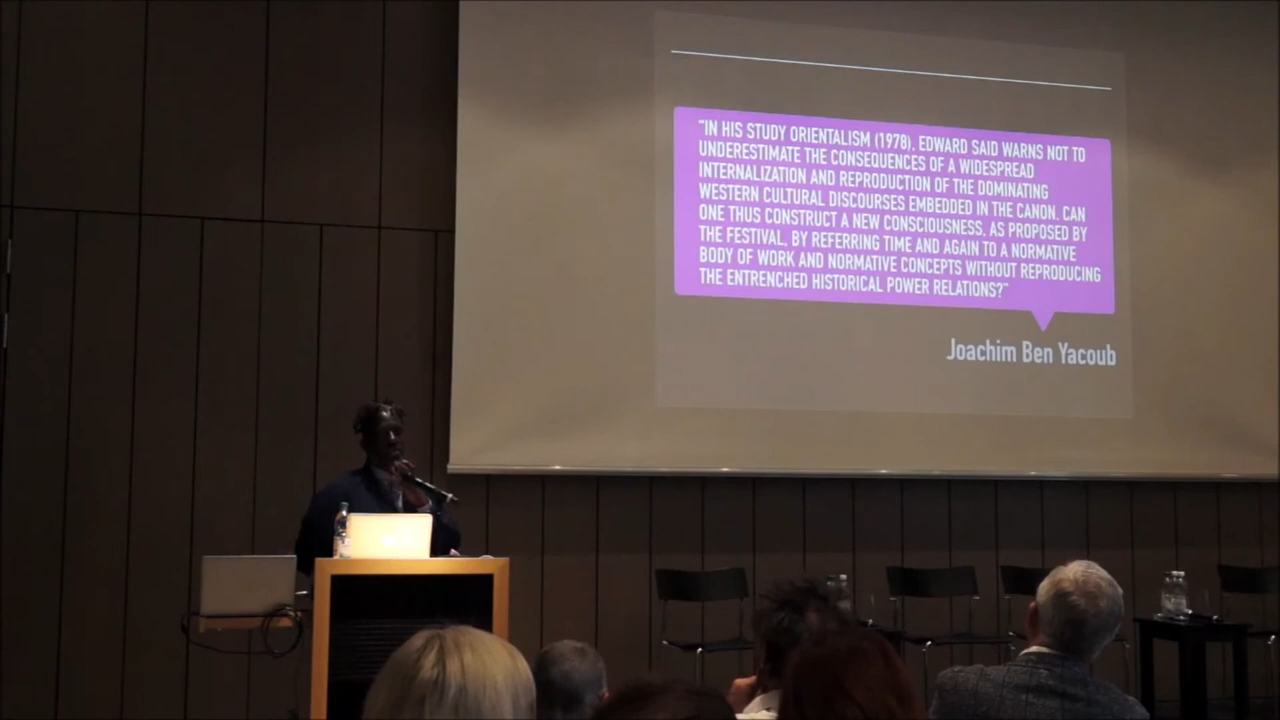 "IN HIS STUDY ORIENTALISM (1978), EDWARD SAID WARNS NOT TO
UNDERESTIMATE THE CONSEQUENCES OF A WIDESPREAD
INTERNALIZATION AND REPRODUCTION OF THE DOMINATING
WESTERN CULTURAL DISCOURSES EMBEDDED IN THE CANON. CAN
ONE THUS CONSTRUCT A NEW CONSCIOUSNESS, AS PROPOSED BY
THE FESTIVAL, BY REFERRING TIME AND AGAIN TO A NORMATIVE
BODY OF WORK AND NORMATIVE CONCEPTS WITHOUT REPRODUCING
THE ENTRENCHED HISTORICAL POWER RELATIONS?"
Joachim Ben Yacoub